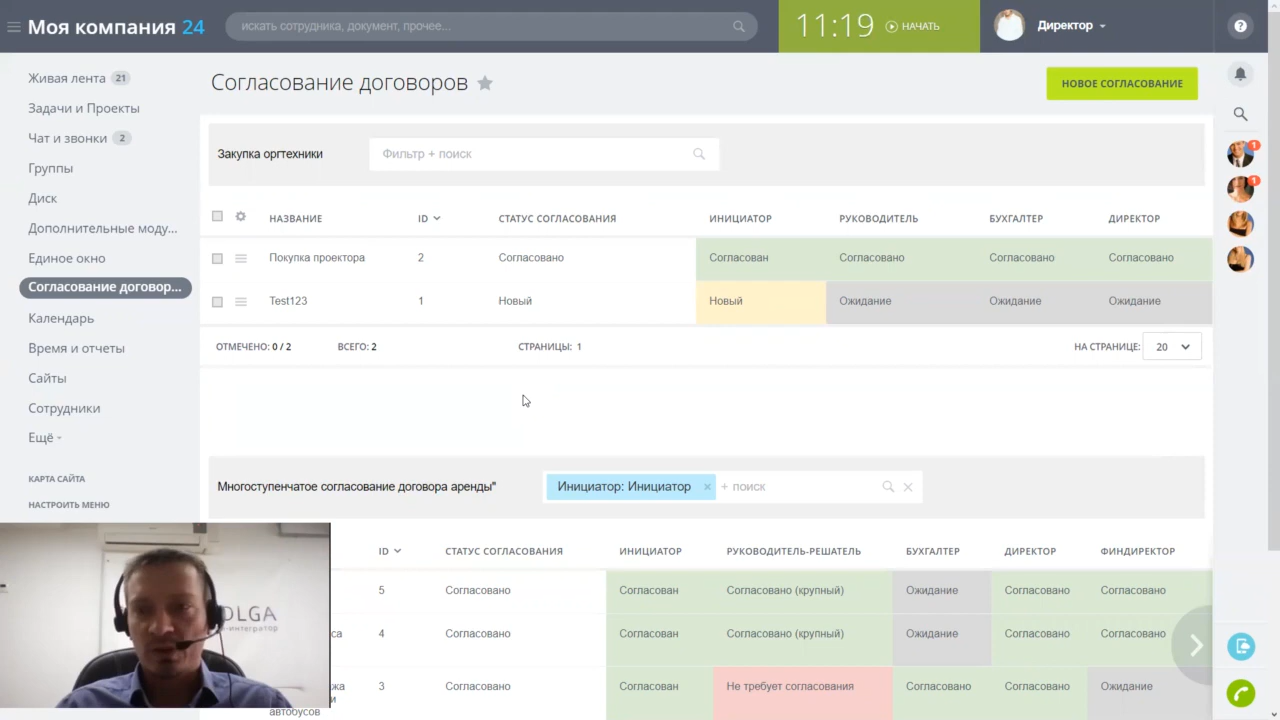 Моя компания 24
искать сотрудника, документ, прочее...
11:19 НАЧАТЬ
Директор
?
Живая лента 21
Задачи и Проекты
Чат и звонки 2
Группы
Диск
Дополнительные моду...
Единое окно
Согласование договор...
Календарь
Время и отчеты
Сайты
Сотрудники
Ещё
КАРТА САЙТА
НАСТРОИТЬ МЕНЮ
Согласование договоров
НОВОЕ СОГЛАСОВАНИЕ
Закупка оргтехники
Фильтр + поиск
НАЗВАНИЕ ID СТАТУС СОГЛАСОВАНИЯ ИНИЦИАТОР РУКОВОДИТЕЛЬ БУХГАЛТЕР ДИРЕКТОР
Покупка проектора 2 Согласовано Согласован Согласовано Согласовано Согласовано
Test123 1 Новый Новый Ожидание Ожидание Ожидание
ОТМЕЧЕНО: 0 / 2 ВСЕГО: 2 СТРАНИЦЫ: 1 НА СТРАНИЦЕ: 20
Многоступенчатое согласование договора аренды"
Инициатор: Инициатор × + поиск
ID СТАТУС СОГЛАСОВАНИЯ ИНИЦИАТОР РУКОВОДИТЕЛЬ-РЕШАТЕЛЬ БУХГАЛТЕР ДИРЕКТОР ФИНДИРЕКТОР
5 Согласовано Согласован Согласовано (крупный) Ожидание Согласовано Согласовано
са 4 Согласовано Согласован Согласовано (крупный) Ожидание Согласовано Согласовано
жа 3 Согласовано Согласован Не требует согласования Согласовано Согласовано Ожидание
и
автобусов
1
1
OLGA
-интегратор